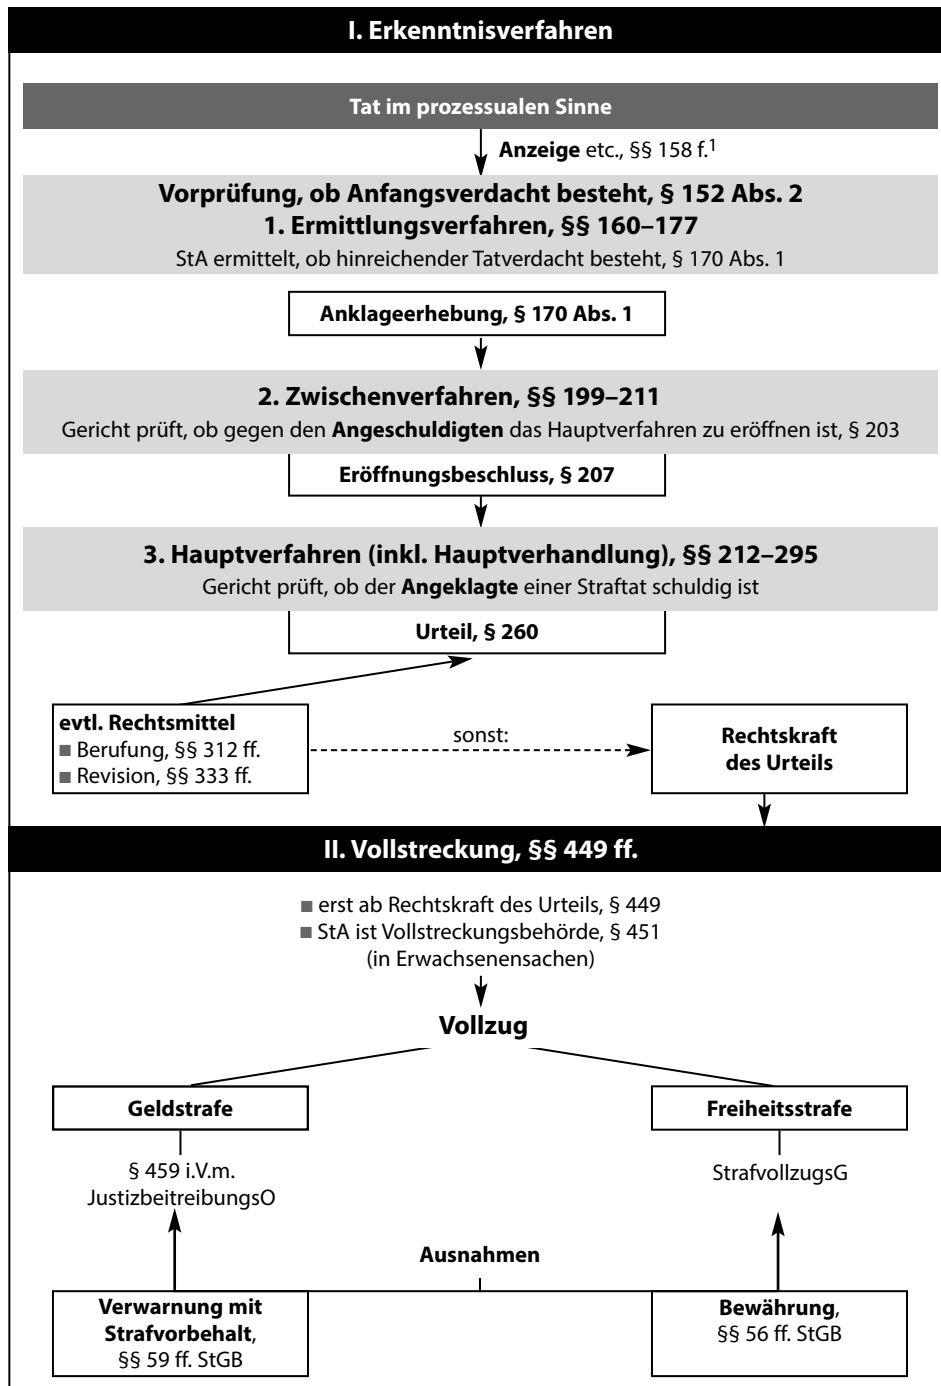 I. Erkenntnisverfahren
Tat im prozessualen Sinne
Anzeige etc., §§ 158 f.1
Vorprüfung, ob Anfangsverdacht besteht, § 152 Abs. 2
1. Ermittlungsverfahren, §§ 160–177
StA ermittelt, ob hinreichender Tatverdacht besteht, § 170 Abs. 1
Anklageerhebung, § 170 Abs. 1
2. Zwischenverfahren, §§ 199–211
Gericht prüft, ob gegen den Angeschuldigten das Hauptverfahren zu eröffnen ist, § 203
Eröffnungsbeschluss, § 207
3. Hauptverfahren (inkl. Hauptverhandlung), §§ 212–295
Gericht prüft, ob der Angeklagte einer Straftat schuldig ist
Urteil, § 260
evtl. Rechtsmittel
■ Berufung, §§ 312 ff.
■ Revision, §§ 333 ff.
sonst:
Rechtskraft
des Urteils
II. Vollstreckung, §§ 449 ff.
■ erst ab Rechtskraft des Urteils, § 449
■ StA ist Vollstreckungsbehörde, § 451
(in Erwachsenensachen)
Vollzug
Geldstrafe
§ 459 i.V.m.
JustizbeitreibungsO
Freiheitsstrafe
StrafvollzugsG
Ausnahmen
Verwarnung mit
Strafvorbehalt,
§§ 59 ff. StGB
Bewährung,
§§ 56 ff. StGB